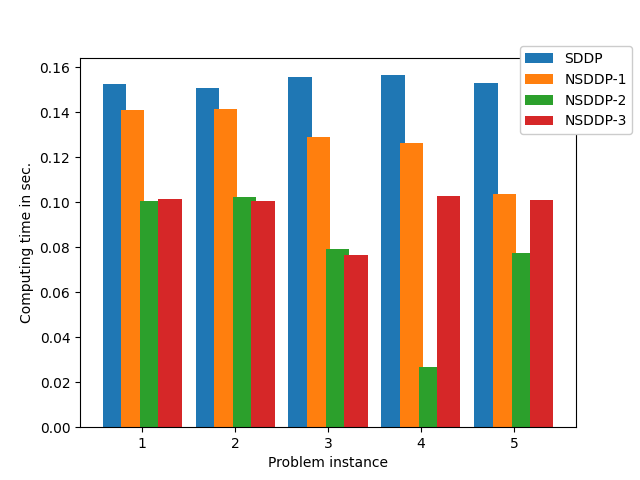 SDDP
NSDDP-1
NSDDP-2
NSDDP-3
0.16
0.14
0.12
0.10
0.08
0.06
0.04
0.02
0.00
Computing time in sec.
1 2 3 4 5
Problem instance